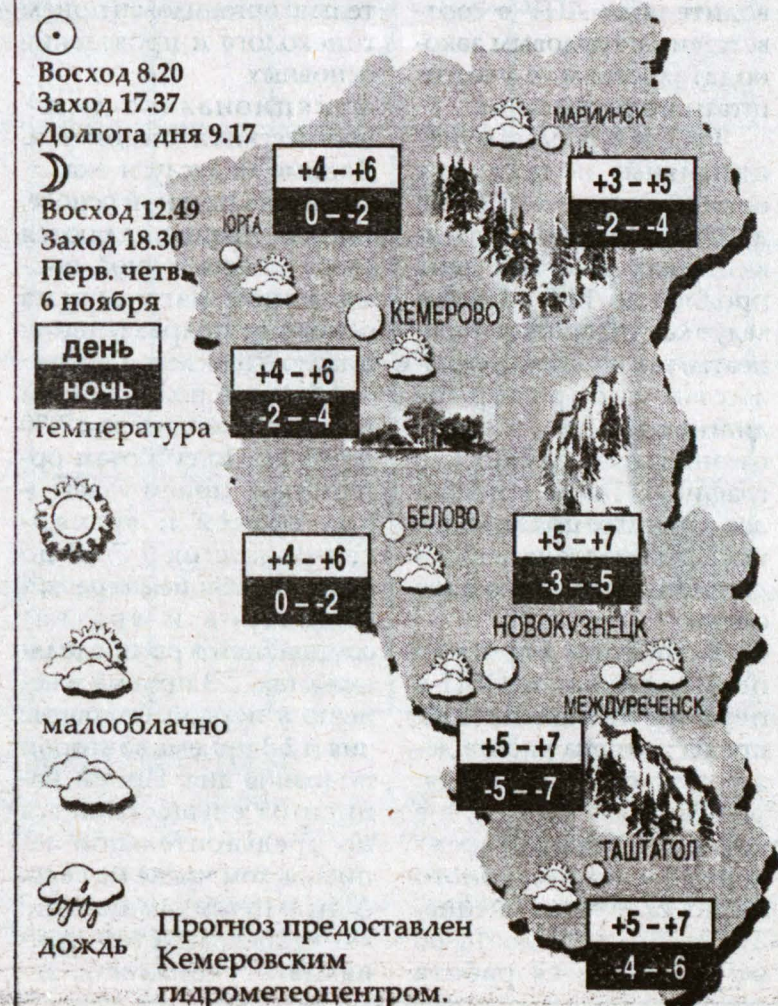 Восход 8.20
Заход 17.37
Долгота дня 9.17
Восход 12.49
Заход 18.30
Перв. четв.
6 ноября
день
ночь
температура
малооблачно
дождь
МАРИИНСК
+3 – +5
-2 – -4
+4 – +6
0 – -2
ЮРГА
КЕМЕРОВО
+4 – +6
-2 – -4
БЕЛОВО
+4 – +6
0 – -2
+5 – +7
-3 – -5
НОВОКУЗНЕЦК
МЕЖДУРЕЧЕНСК
+5 – +7
-5 – -7
ТАШТАГОЛ
+5 – +7
-4 – -6
Прогноз предоставлен
Кемеровским
гидрометеоцентром.